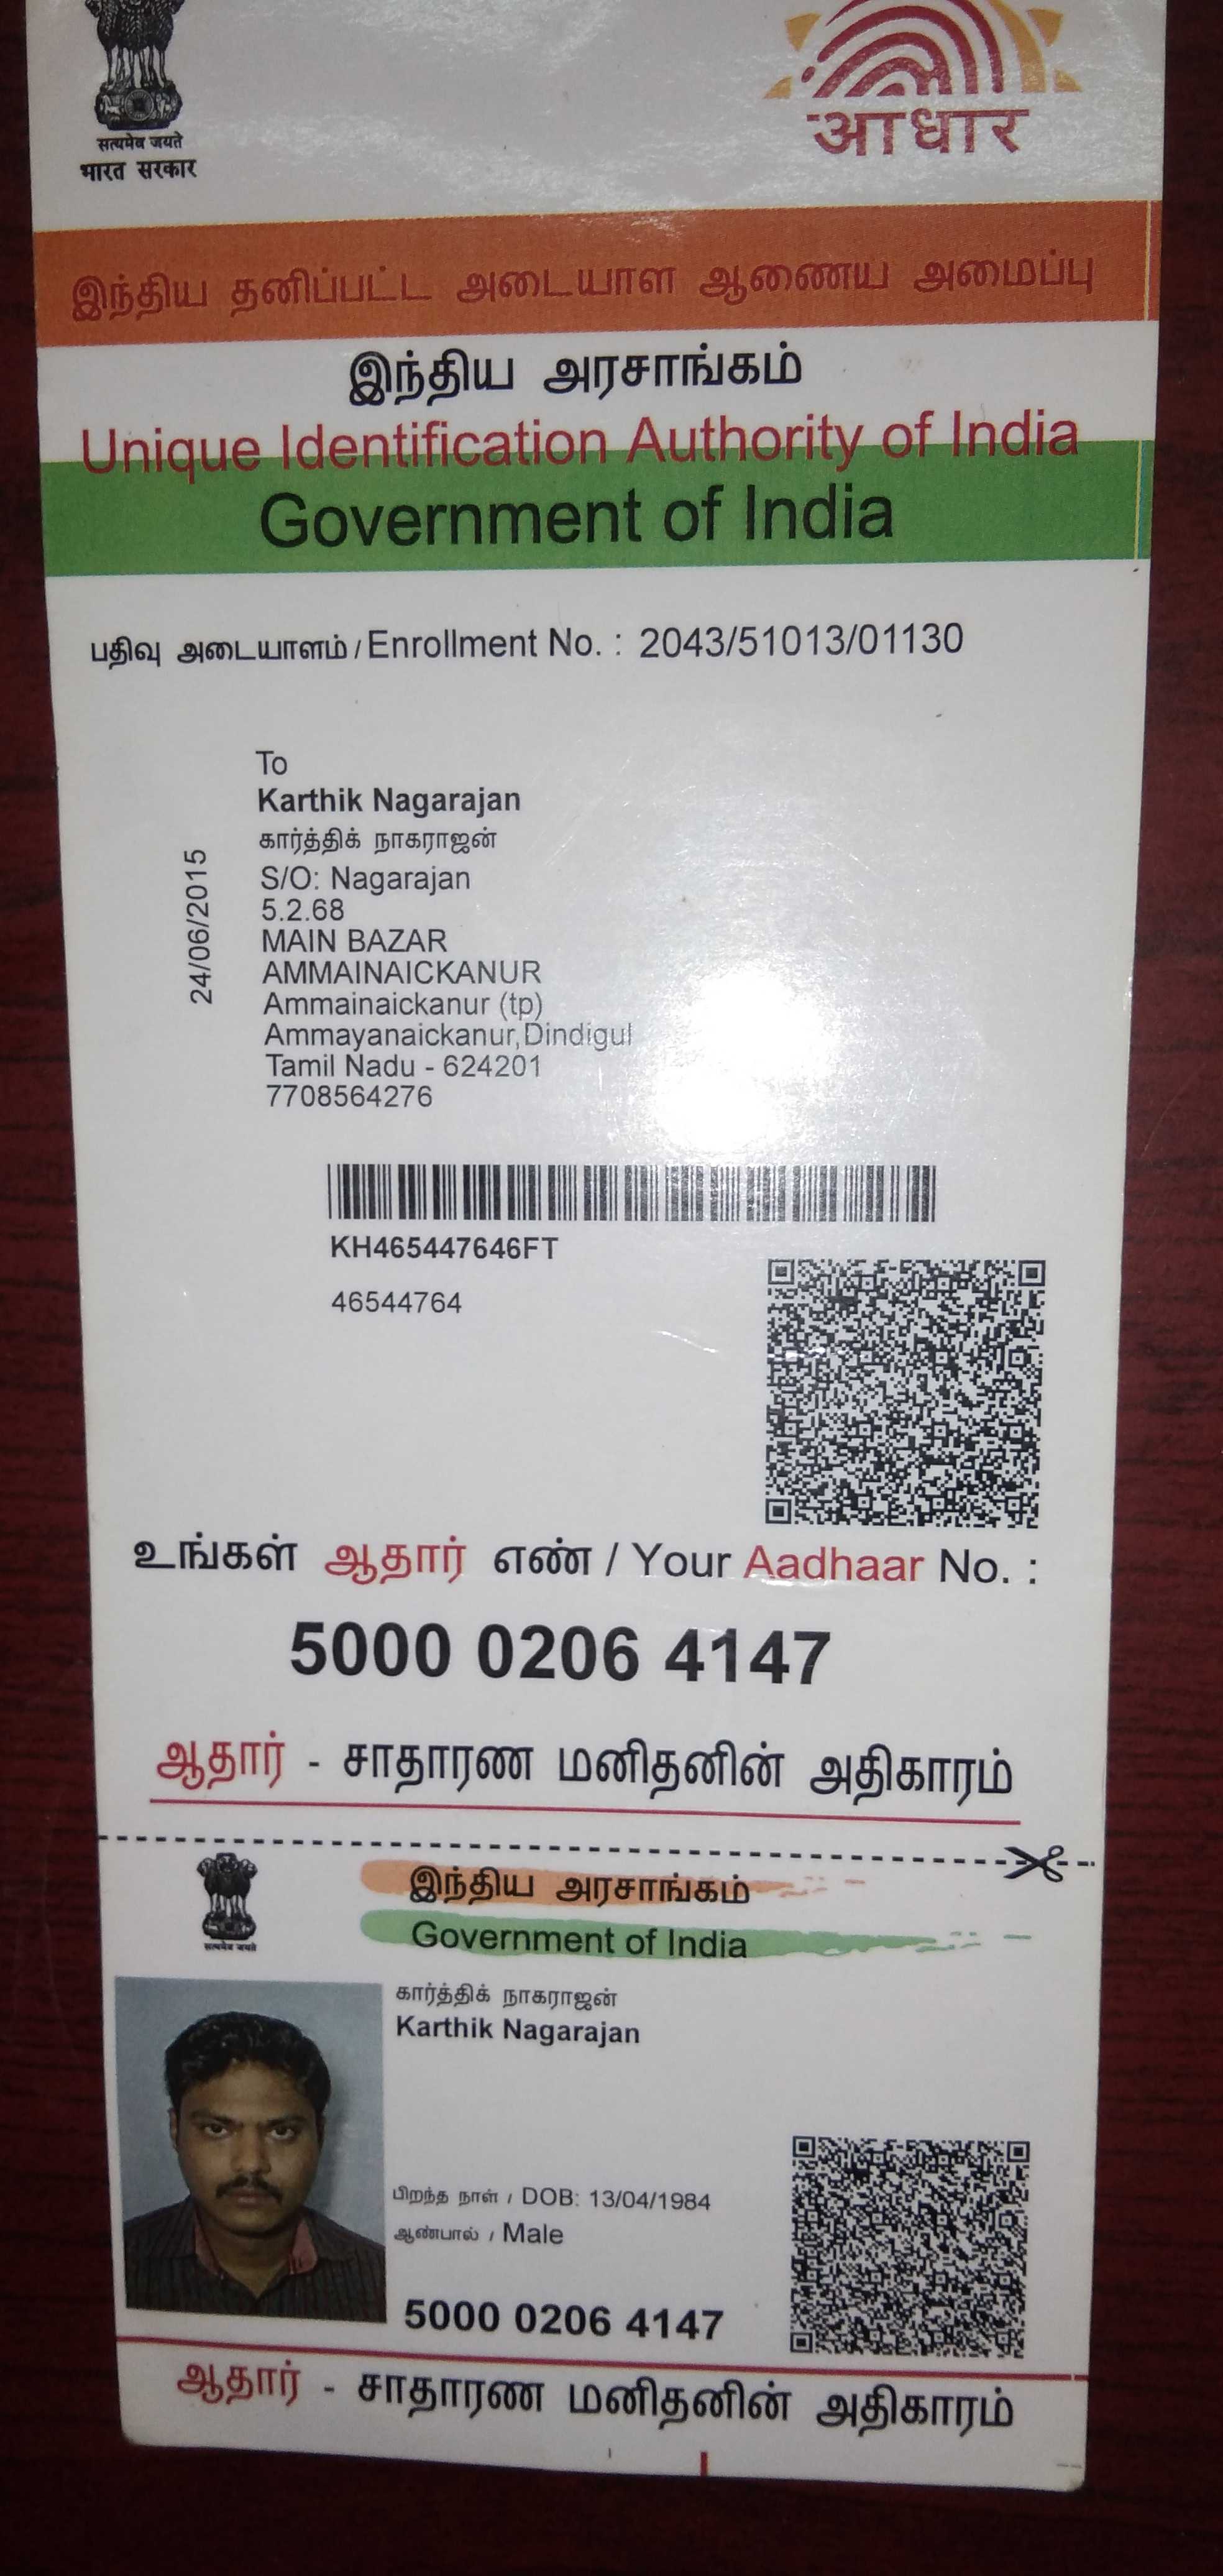 सत्यमेव जयते
भारत सरकार
आधार
இந்திய தனிப்பட்ட அடையாள ஆணைய அமைப்பு
இந்திய அரசாங்கம்
Unique Identification Authority of India
Government of India
பதிவு அடையாளம் / Enrollment No. : 2043/51013/01130
24/06/2015
To
Karthik Nagarajan
கார்த்திக் நாகராஜன்
S/O: Nagarajan
5.2.68
MAIN BAZAR
AMMAINAICKANUR
Ammainaickanur (tp)
Ammayanaickanur,Dindigul
Tamil Nadu - 624201
7708564276
KH465447646FT
46544764
உங்கள் ஆதார் எண் / Your Aadhaar No. :
5000 0206 4147
ஆதார் - சாதாரண மனிதனின் அதிகாரம்
सत्यमेव जयते
இந்திய அரசாங்கம்
Government of India
கார்த்திக் நாகராஜன்
Karthik Nagarajan
பிறந்த நாள் / DOB: 13/04/1984
ஆண்பால் / Male
5000 0206 4147
ஆதார் - சாதாரண மனிதனின் அதிகாரம்